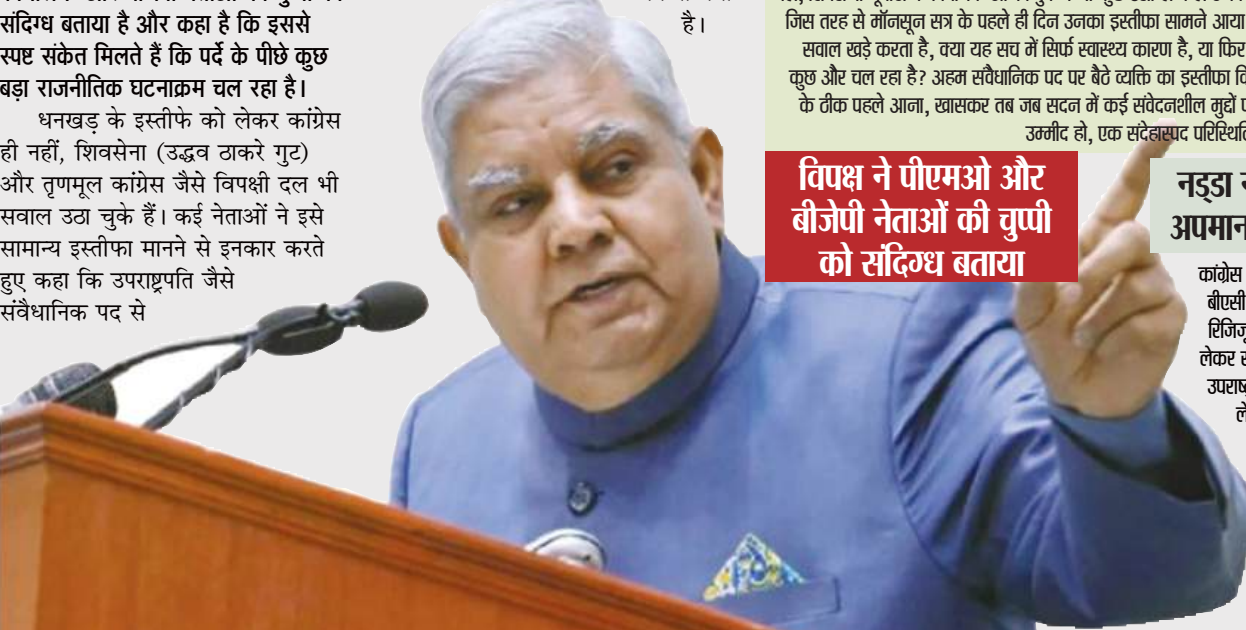 संदिग्ध बताया है और कहा है कि इससे
स्पष्ट संकेत मिलते हैं कि पर्दे के पीछे कुछ
बड़ा राजनीतिक घटनाक्रम चल रहा है।
धनखड़ के इस्तीफे को लेकर कांग्रेस
ही नहीं, शिवसेना (उद्धव ठाकरे गुट)
और तृणमूल कांग्रेस जैसे विपक्षी दल भी
सवाल उठा चुके हैं। कई नेताओं ने इसे
सामान्य इस्तीफा मानने से इनकार करते
हुए कहा कि उपराष्ट्रपति जैसे
संवैधानिक पद से
है।
जिस तरह से मॉनसून सत्र के पहले ही दिन उनका इस्तीफा सामने आया
सवाल खड़े करता है, क्या यह सच में सिर्फ स्वास्थ्य कारण है, या फिर
कुछ और चल रहा है? अहम संवैधानिक पद पर बैठे व्यक्ति का इस्तीफा
के ठीक पहले आना, खासकर तब जब सदन में कई संवेदनशील मुद्दों
उम्मीद हो, एक संदेहास्पद
विपक्ष ने पीएमओ और
बीजेपी नेताओं की चुप्पी
को संदिग्ध बताया
नड्डा
अपमान
कांग्रेस
बीएसी
लेकर